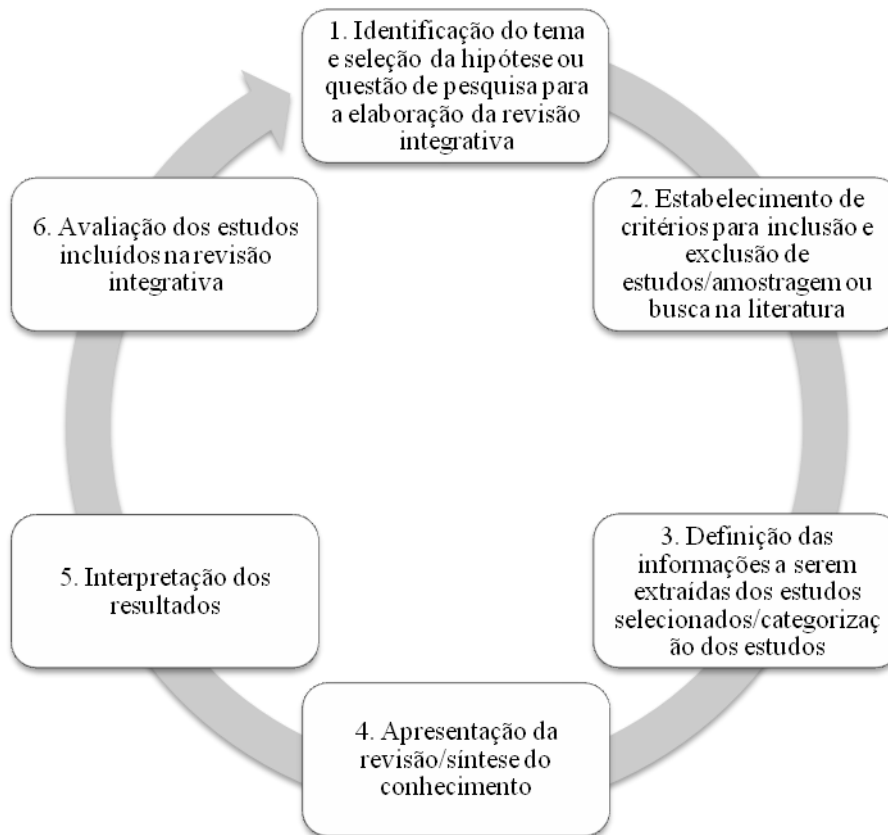 1. Identificação do tema
e seleção da hipótese ou
questão de pesquisa para
a elaboração da revisão
integrativa
2. Estabelecimento de
critérios para inclusão e
exclusão de
estudos/amostragem ou
busca na literatura
3. Definição das
informações a serem
extraídas dos estudos
selecionados/categorizaç
ão dos estudos
4. Apresentação da
revisão/síntese do
conhecimento
5. Interpretação dos
resultados
6. Avaliação dos estudos
incluídos na revisão
integrativa